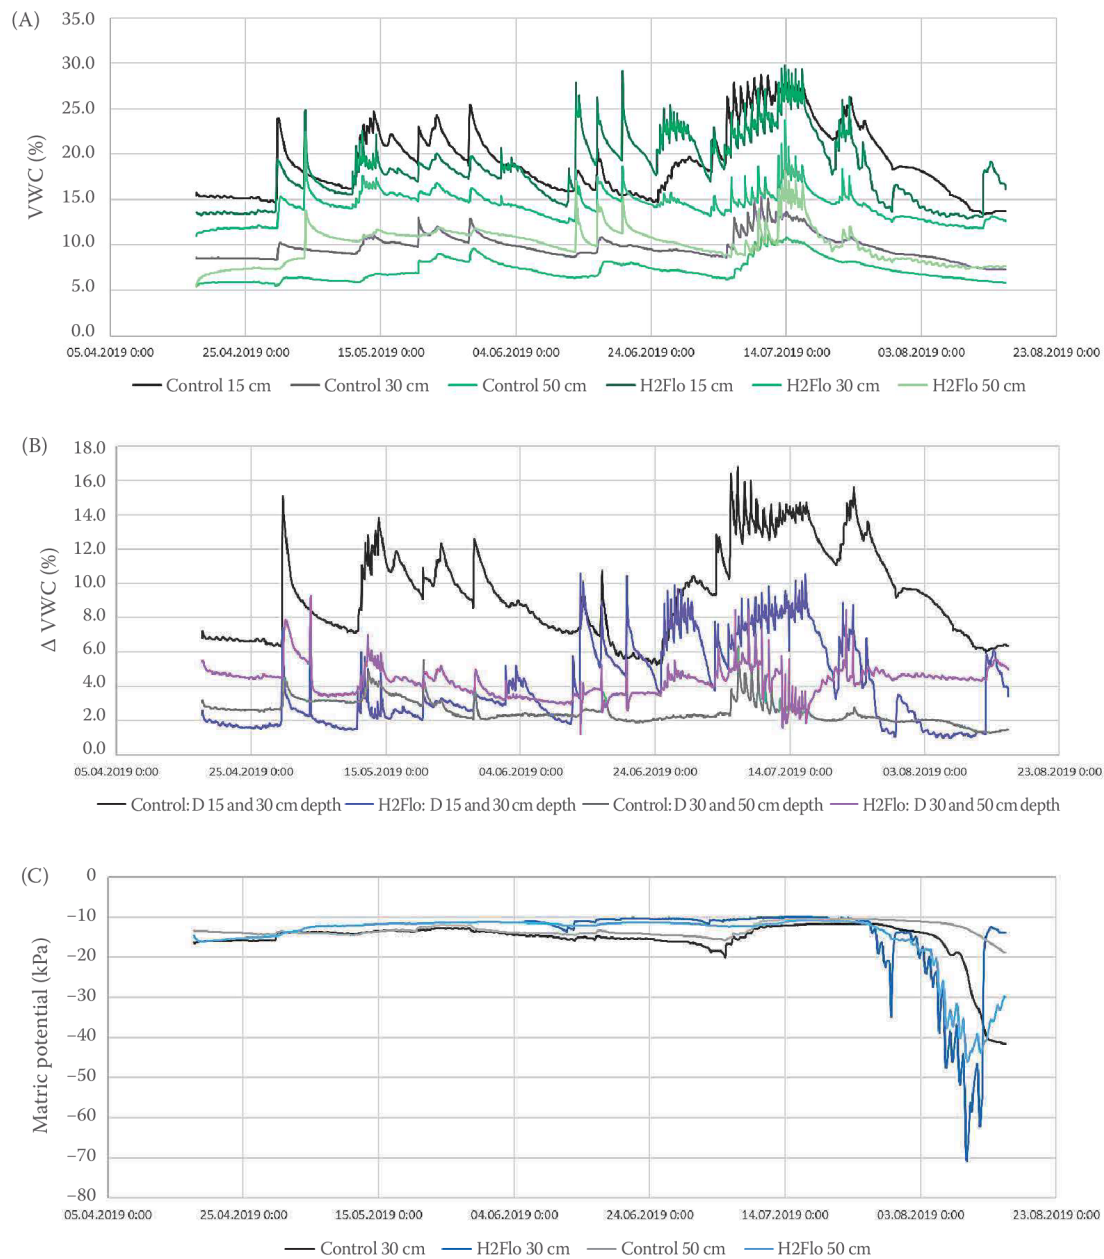 (A)
35.0
30.0
25.0
20.0
15.0
10.0
5.0
0.0
VWC (%)
05.04.2019 0:00 25.04.2019 0:00 15.05.2019 0:00 04.06.2019 0:00 24.06.2019 0:00 14.07.2019 0:00 03.08.2019 0:00 23.08.2019 0:00
Control 15 cm Control 30 cm Control 50 cm H2Flo 15 cm H2Flo 30 cm H2Flo 50 cm
(B)
18.0
16.0
14.0
12.0
10.0
8.0
6.0
4.0
2.0
0.0
Δ VWC (%)
05.04.2019 0:00 25.04.2019 0:00 15.05.2019 0:00 04.06.2019 0:00 24.06.2019 0:00 14.07.2019 0:00 03.08.2019 0:00 23.08.2019 0:00
Control: D 15 and 30 cm depth H2Flo: D 15 and 30 cm depth Control: D 30 and 50 cm depth H2Flo: D 30 and 50 cm depth
(C)
0
–10
–20
–30
–40
–50
–60
–70
–80
Matric potential (kPa)
05.04.2019 0:00 25.04.2019 0:00 15.05.2019 0:00 04.06.2019 0:00 24.06.2019 0:00 14.07.2019 0:00 03.08.2019 0:00 23.08.2019 0:00
Control 30 cm H2Flo 30 cm Control 50 cm H2Flo 50 cm